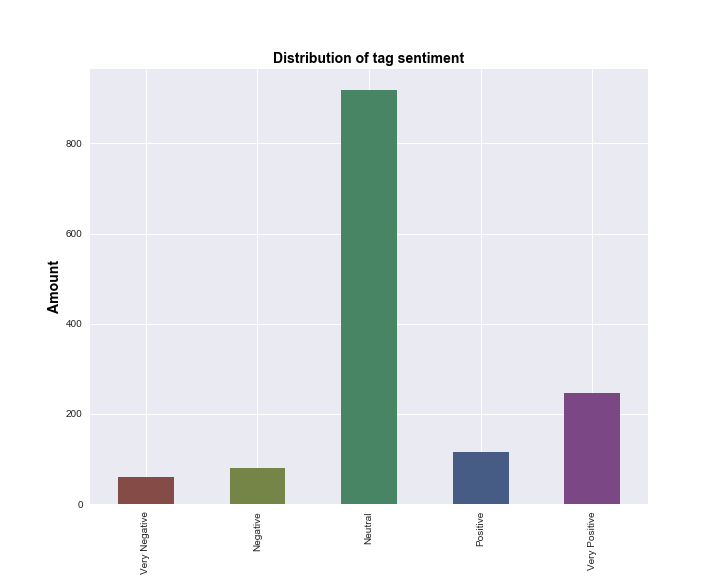 Distribution of tag sentiment
Amount
800
600
400
200
0
Very Negative
Negative
Neutral
Positive
Very Positive